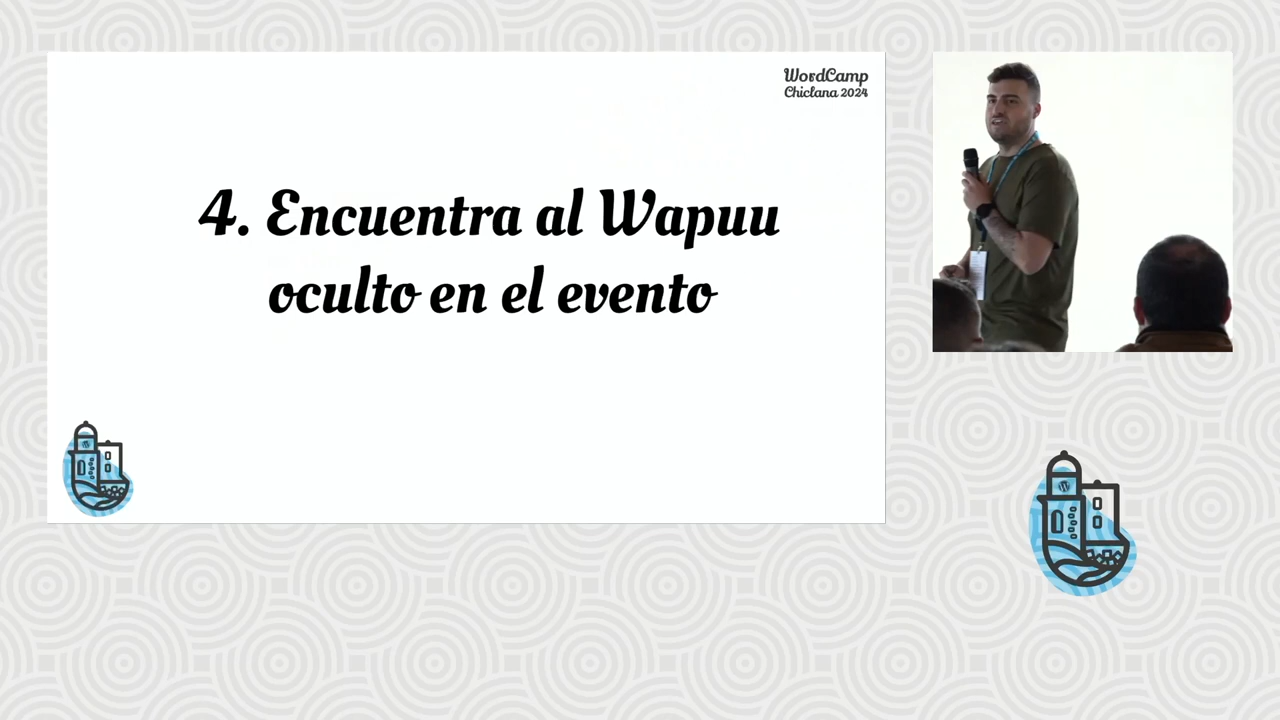 WordCamp
Chiclana 2024
4. Encuentra al Wapuu
oculto en el evento